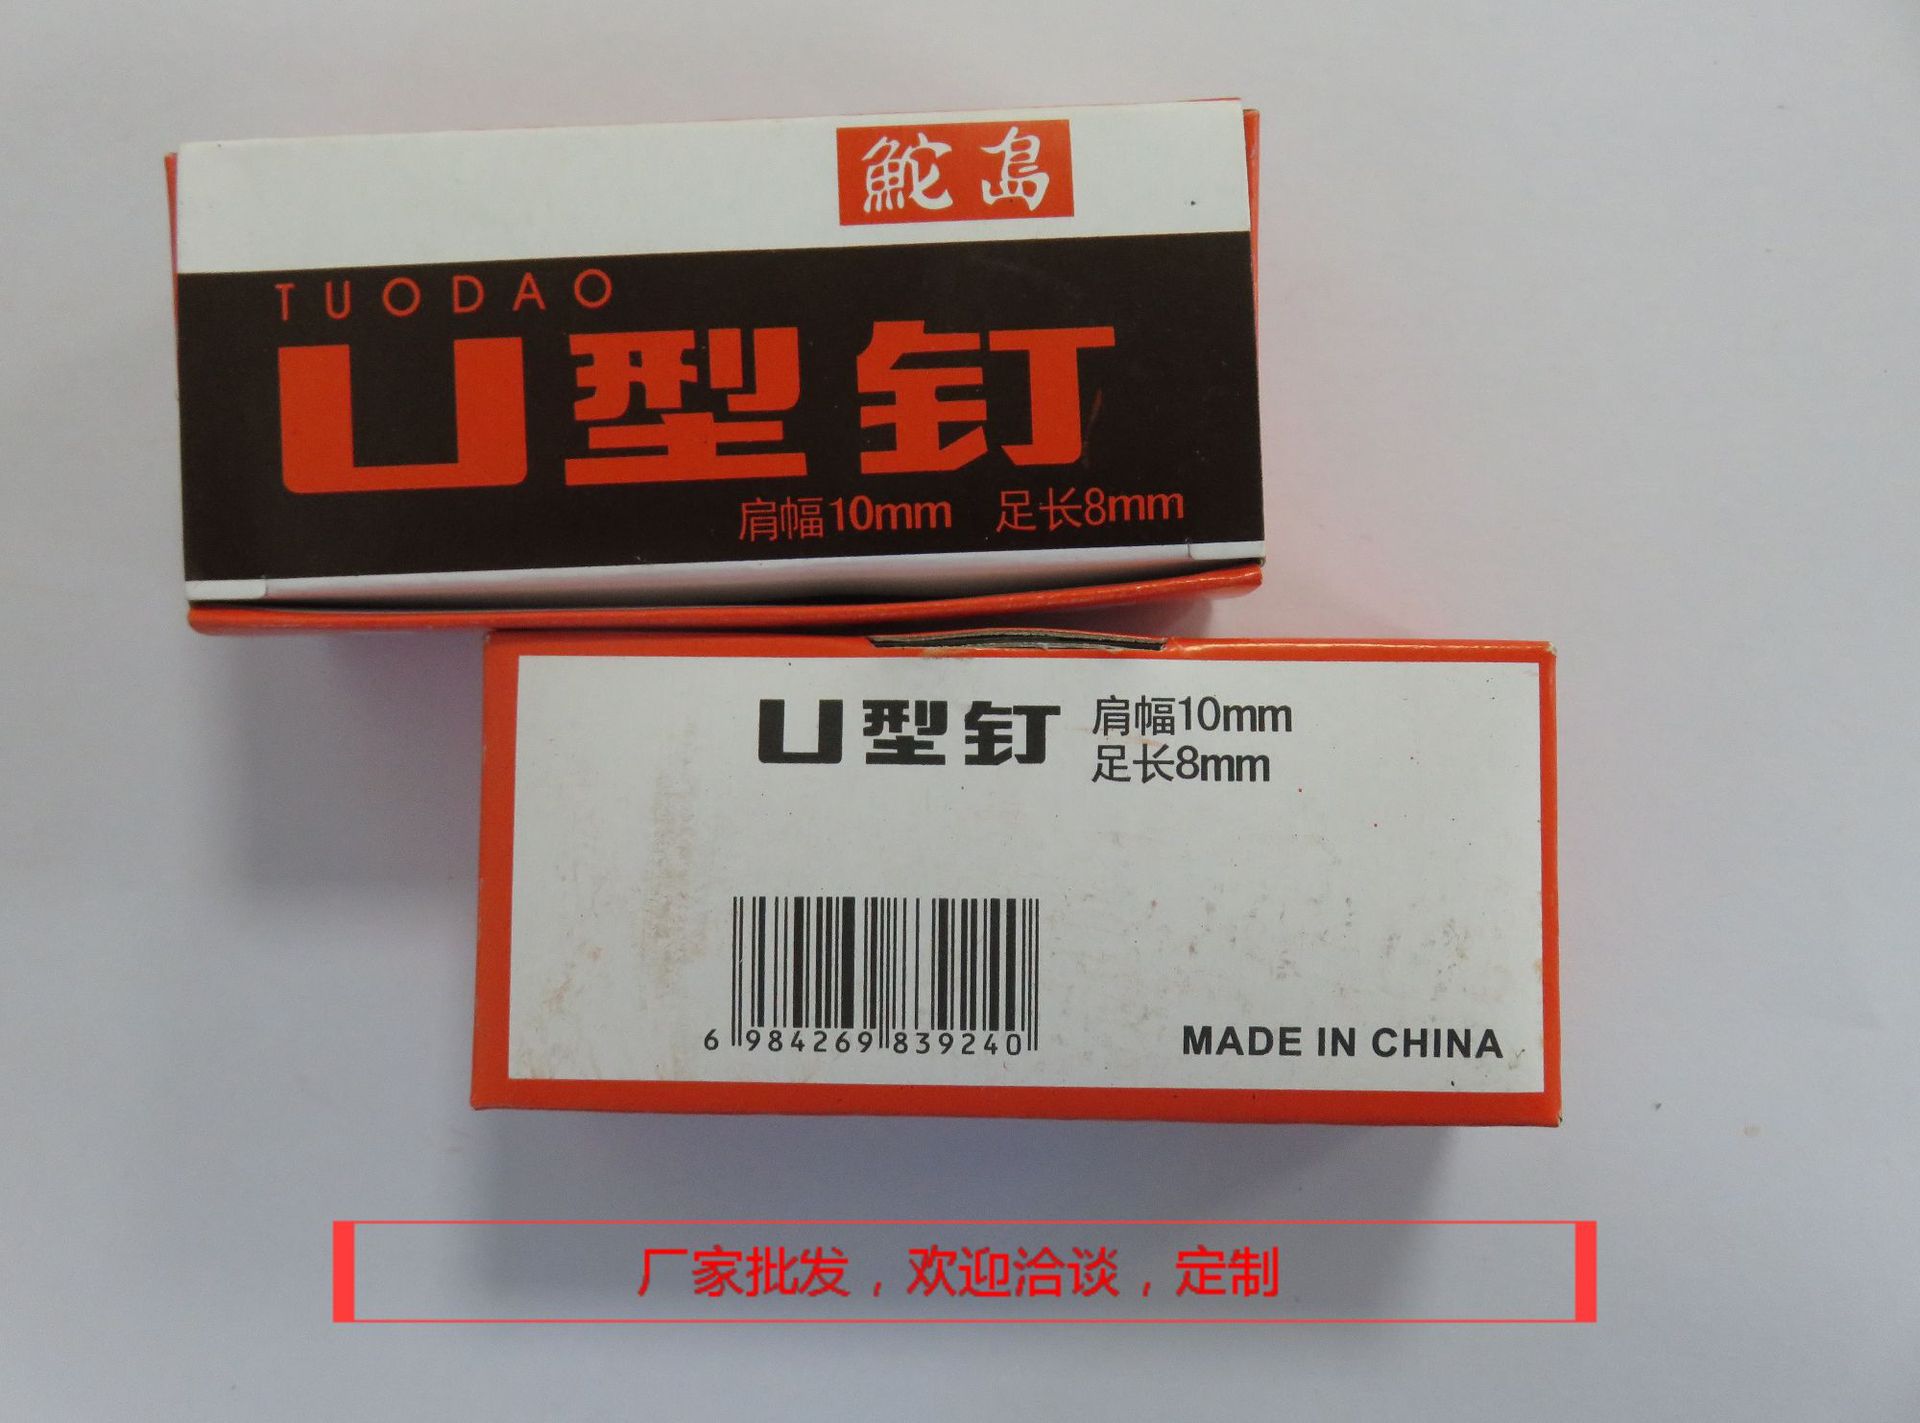 鮀島
TUODAO
U型钉
肩幅10mm 足长8mm
U型钉
肩幅10mm
足长8mm
6 984269 839240
MADE IN CHINA
厂家批发，欢迎洽谈，定制